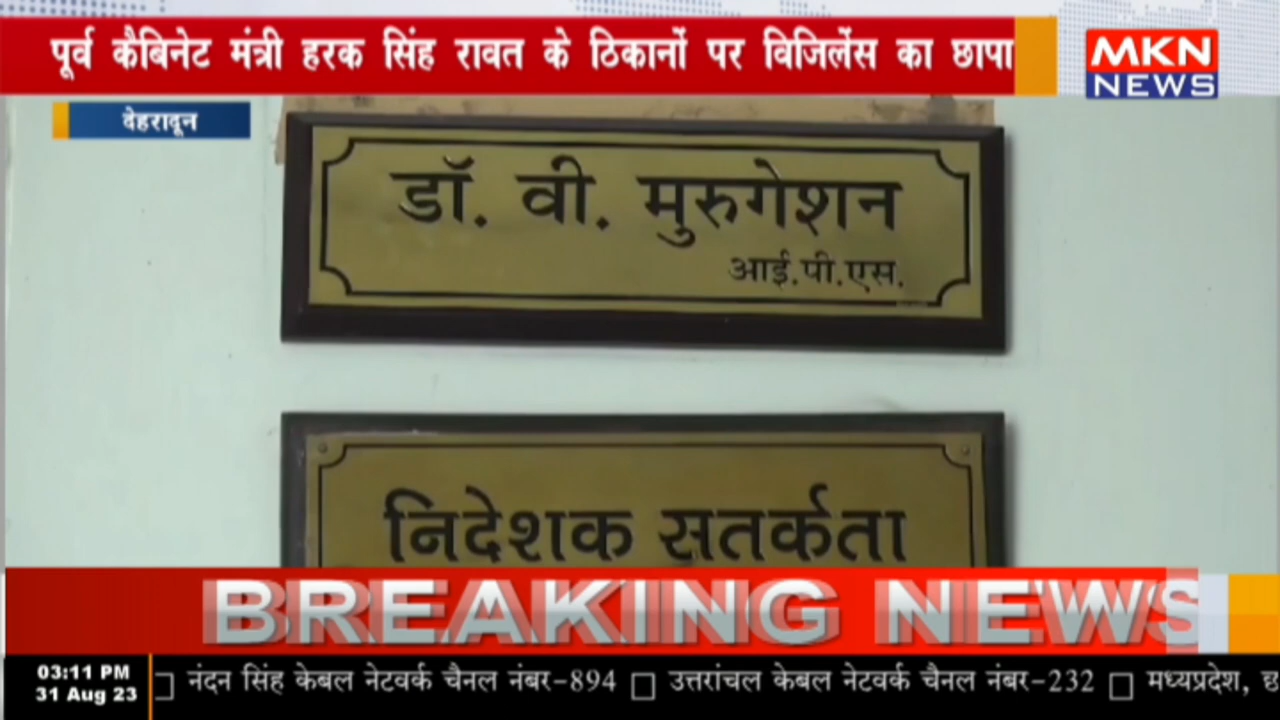 पूर्व कैबिनेट मंत्री हरक सिंह रावत के ठिकानों पर विजिलेंस का छापा
MKN
NEWS
देहरादून
डॉ. वी. मुरुगेशन
आई.पी.एस.
निदेशक सतर्कता
BREAKING NEWS
03:11 PM
31 Aug 23
नंदन सिंह केबल नेटवर्क चैनल नंबर-894 □ उत्तरांचल केबल नेटवर्क चैनल नंबर-232 □ मध्यप्रदेश,